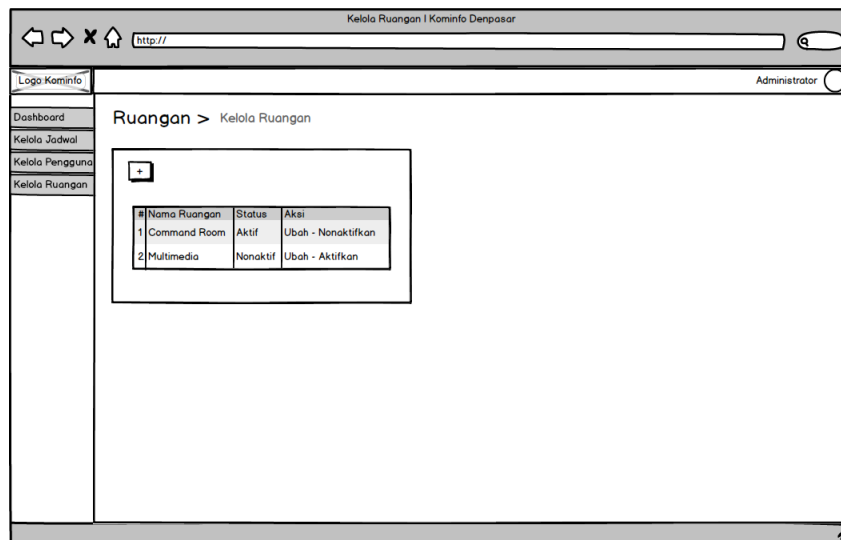 Kelola Ruangan I Kominfo Denpasar
http://
Logo Kominfo
Administrator
Dashboard
Kelola Jadwal
Kelola Pengguna
Kelola Ruangan
Ruangan > Kelola Ruangan
+
# Nama Ruangan Status Aksi
1 Command Room Aktif Ubah - Nonaktifkan
2 Multimedia Nonaktif Ubah - Aktifkan